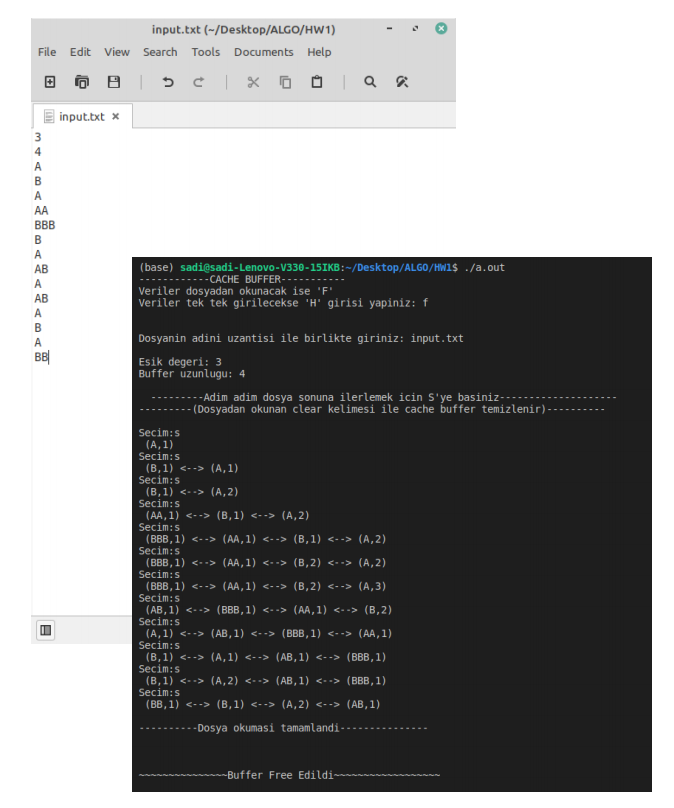 input.txt (~/Desktop/ALGO/HW1)
File Edit View Search Tools Documents Help
input.txt
3
4
A
B
A
AA
BBB
B
A
AB
A
AB
A
B
A
BB
(base) sadi@sadi-Lenovo-V330-15IKB:~/Desktop/ALGO/HW1$ ./a.out
------------CACHE BUFFER-----------
Veriler dosyadan okunacak ise 'F'
Veriler tek tek girilecekse 'H' girisi yapiniz: f
Dosyanin adini uzantisi ile birlikte giriniz: input.txt
Esik degeri: 3
Buffer uzunlugu: 4
---------Adim adim dosya sonuna ilerlemek icin S'ye basiniz--------------------
---------(Dosyadan okunan clear kelimesi ile cache buffer temizlenir)----------
Secim:s
(A,1)
Secim:s
(B,1) <--> (A,1)
Secim:s
(B,1) <--> (A,2)
Secim:s
(AA,1) <--> (B,1) <--> (A,2)
Secim:s
(BBB,1) <--> (AA,1) <--> (B,1) <--> (A,2)
Secim:s
(BBB,1) <--> (AA,1) <--> (B,2) <--> (A,2)
Secim:s
(BBB,1) <--> (AA,1) <--> (B,2) <--> (A,3)
Secim:s
(AB,1) <--> (BBB,1) <--> (AA,1) <--> (B,2)
Secim:s
(A,1) <--> (AB,1) <--> (BBB,1) <--> (AA,1)
Secim:s
(B,1) <--> (A,1) <--> (AB,1) <--> (BBB,1)
Secim:s
(B,1) <--> (A,2) <--> (AB,1) <--> (BBB,1)
Secim:s
(BB,1) <--> (B,1) <--> (A,2) <--> (AB,1)
----------Dosya okumasi tamamlandi---------------
~~~~~~~~~~~~~~~Buffer Free Edildi~~~~~~~~~~~~~~~~~~